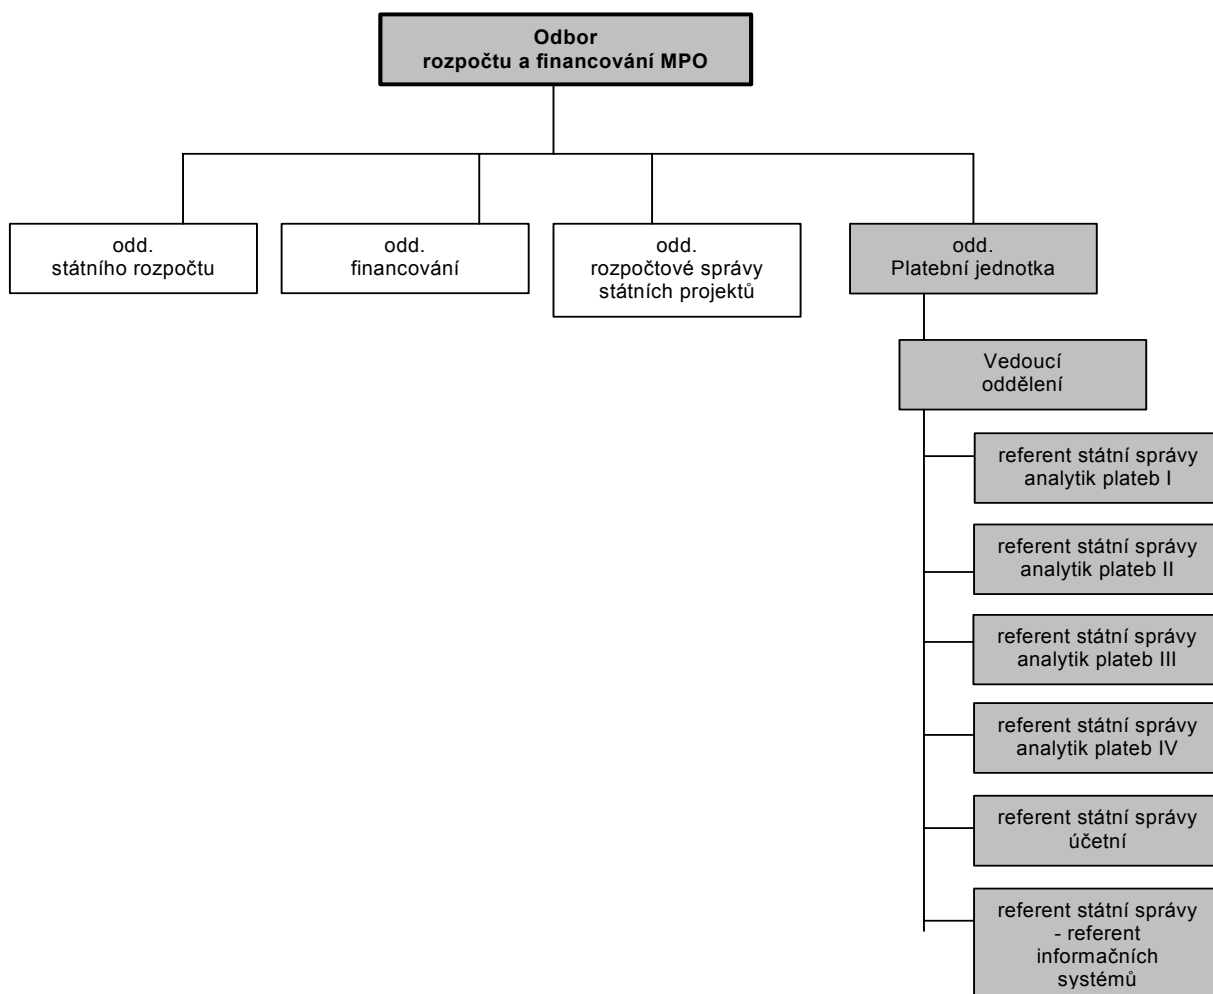 Odbor
rozpočtu a financování MPO
odd.
státního rozpočtu
odd.
financování
odd.
rozpočtové správy
státních projektů
odd.
Platební jednotka
Vedoucí
oddělení
referent státní správy
analytik plateb I
referent státní správy
analytik plateb II
referent státní správy
analytik plateb III
referent státní správy
analytik plateb IV
referent státní správy
účetní
referent státní správy
- referent
informačních
systémů